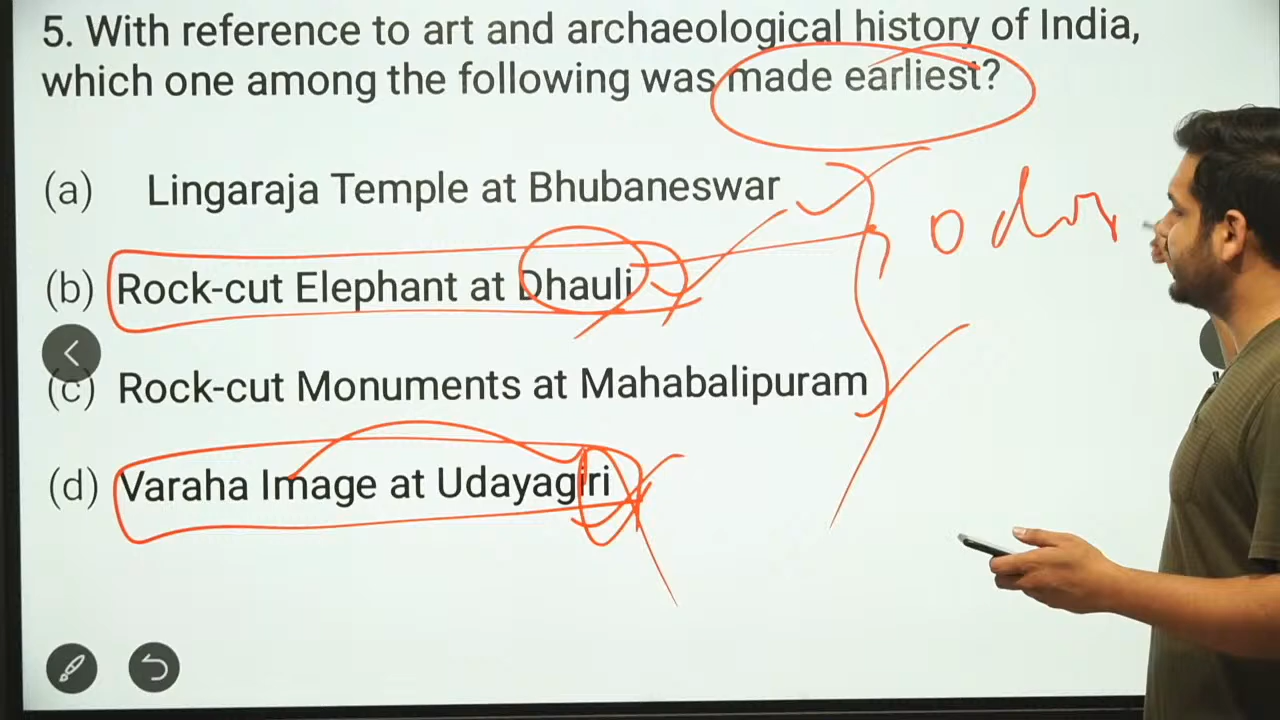 5. With reference to art and archaeological history of India,
which one among the following was made earliest?
(a) Lingaraja Temple at Bhubaneswar
(b) Rock-cut Elephant at Dhauli
(c) Rock-cut Monuments at Mahabalipuram
(d) Varaha Image at Udayagiri